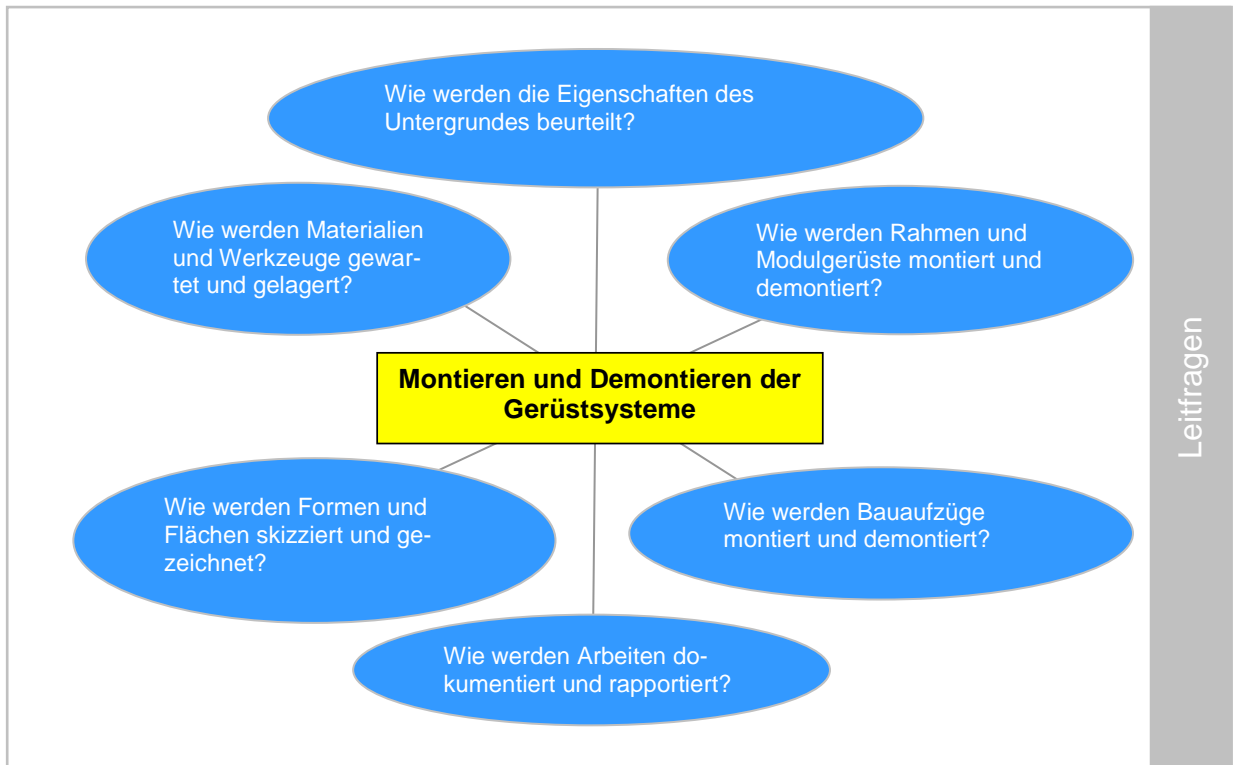 Wie werden die Eigenschaften des
Untergrundes beurteilt?
Wie werden Materialien
und Werkzeuge gewar-
tet und gelagert?
Wie werden Rahmen und
Modulgerüste montiert und
demontiert?
Montieren und Demontieren der
Gerüstsysteme
Wie werden Formen und
Flächen skizziert und ge-
zeichnet?
Wie werden Bauaufzüge
montiert und demontiert?
Wie werden Arbeiten do-
kumentiert und rapportiert?
Leitfragen